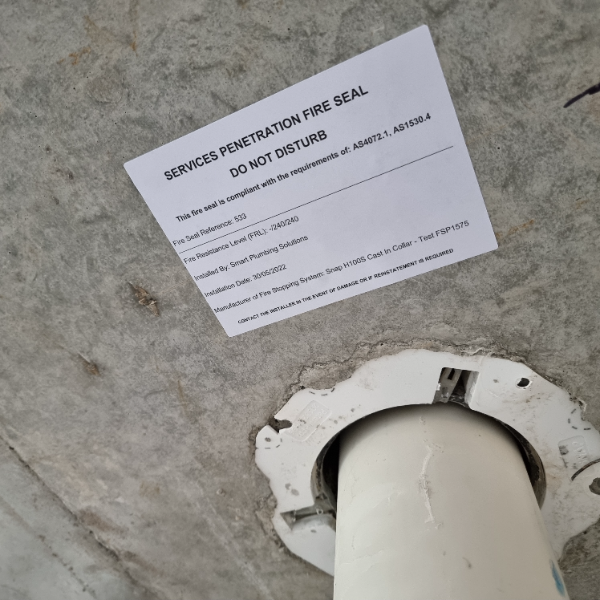 SERVICES PENETRATION FIRE SEAL
DO NOT DISTURB
This fire seal is compliant with the requirements of: AS4072.1, AS1530.4
Fire Seal Reference: 533
Fire Resistance Level (FRL): -/240/240
Installed By: Smart Plumbing Solutions
Installation Date: 30/05/2022
Manufacturer of Fire Stopping System: Snap H100S Cast In Collar - Test FSP1575
CONTACT THE INSTALLER IN THE EVENT OF DAMAGE OR IF REINSTATEMENT IS REQUIRED